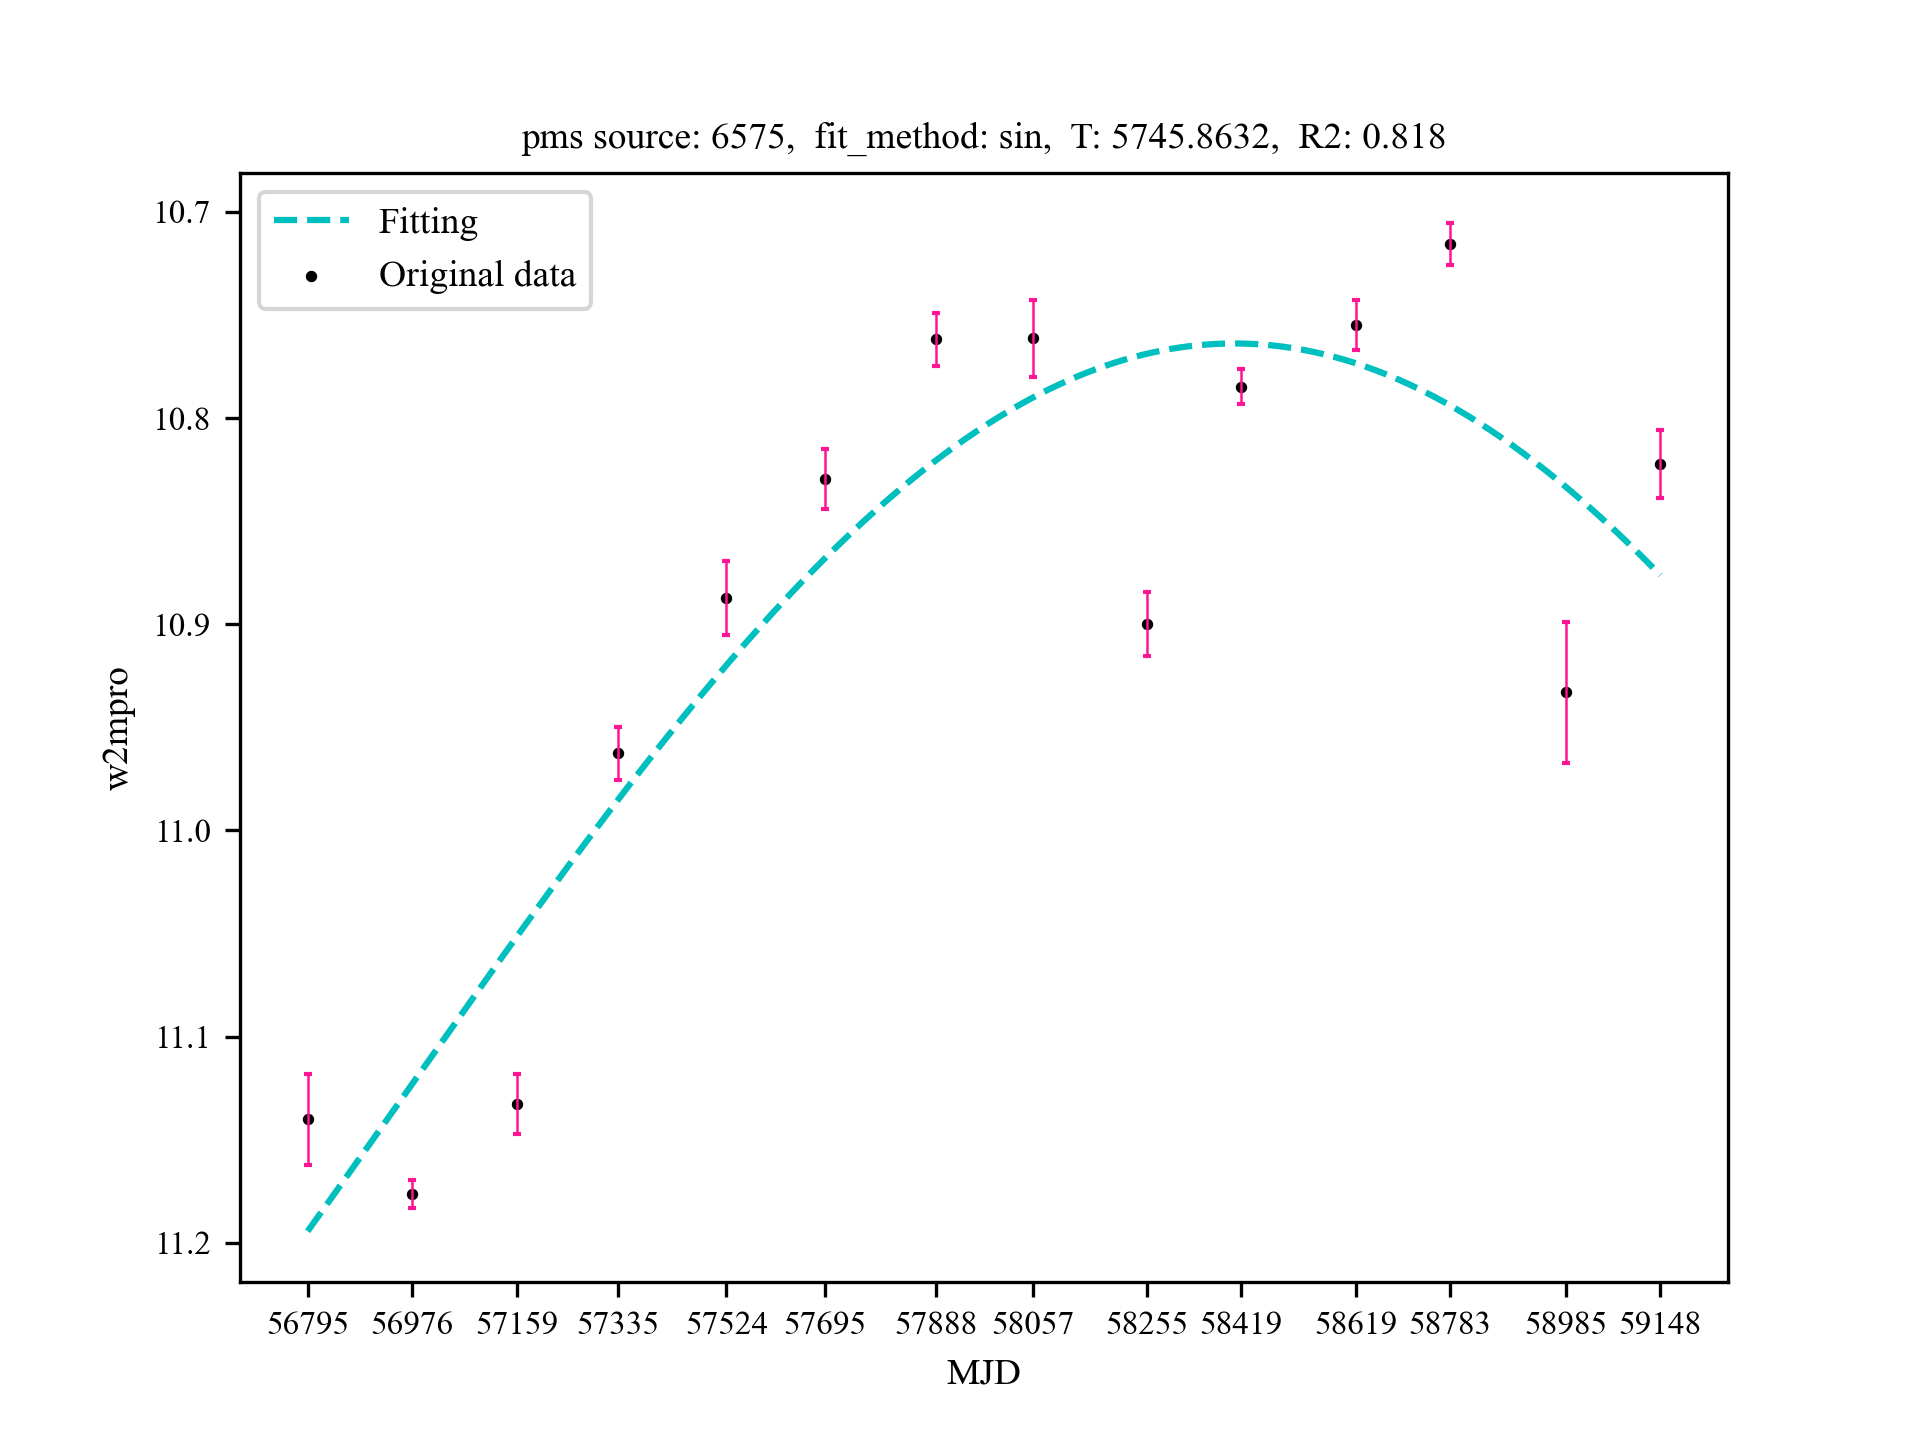 pms source: 6575,  fit_method: sin,  T: 5745.8632,  R2: 0.818
Fitting
Original data
10.7
10.8
10.9
11.0
11.1
11.2
w2mpro
56795 56976 57159 57335 57524 57695 57888 58057 58255 58419 58619 58783 58985 59148
MJD